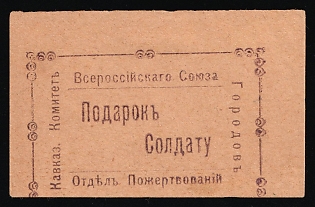 Кавказ. Комитетъ
Всероссійскаго Союза
Городовъ
Подарокъ
Солдату
Отдѣлъ Пожертвованій